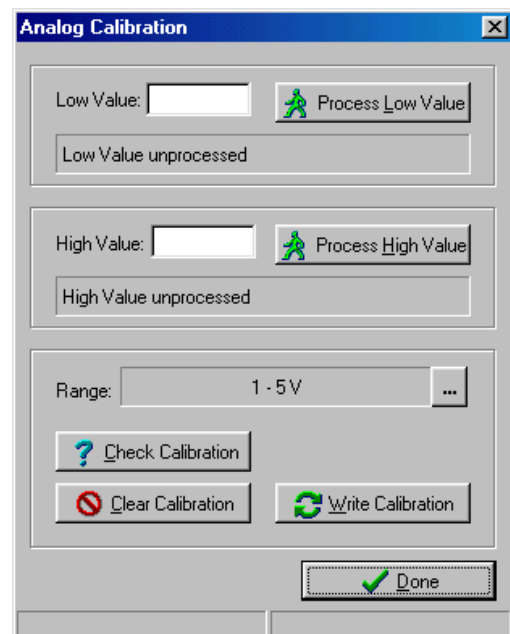 Analog Calibration
Low Value:
Process Low Value
Low Value unprocessed
High Value:
Process High Value
High Value unprocessed
Range:
1 - 5 V
...
Check Calibration
Clear Calibration
Write Calibration
Done